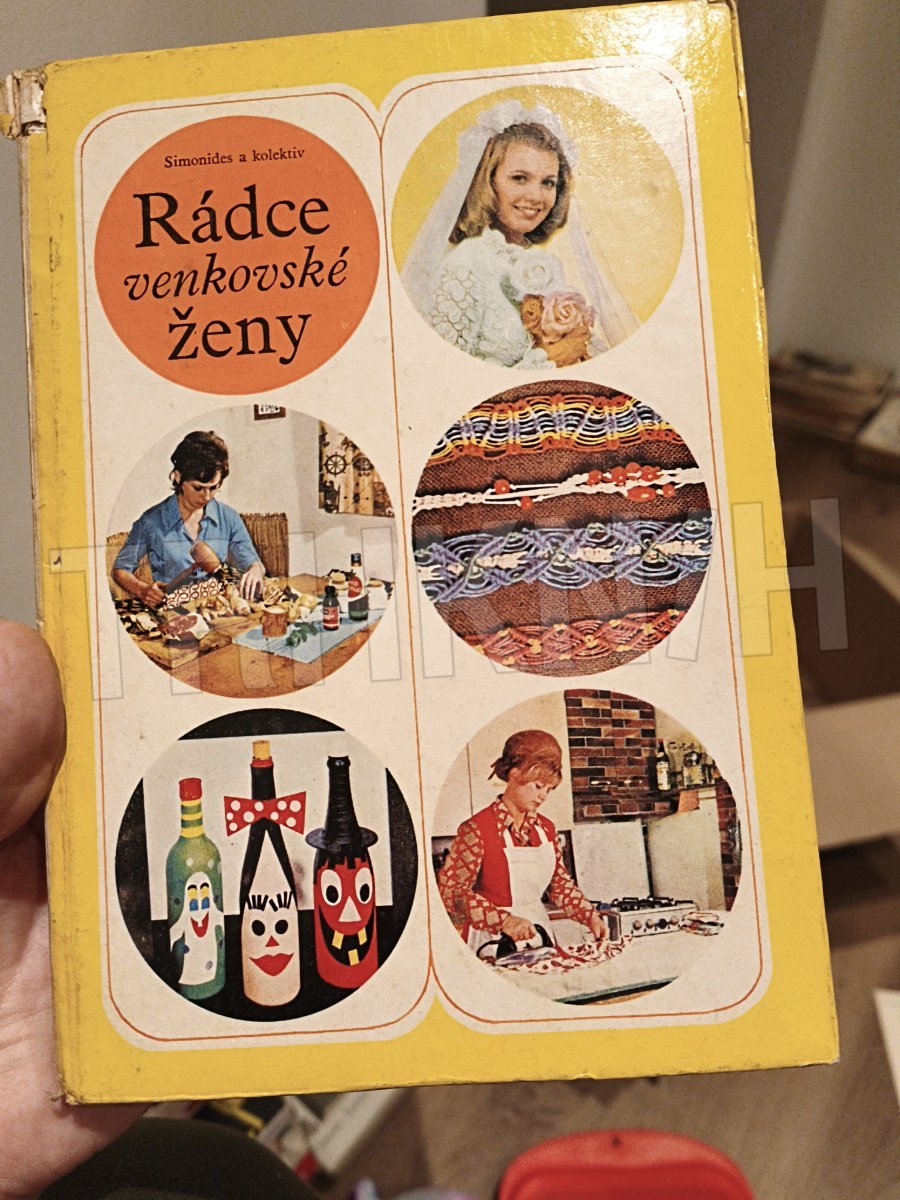 Simonides a kolektiv
Rádce
venkovské
ženy